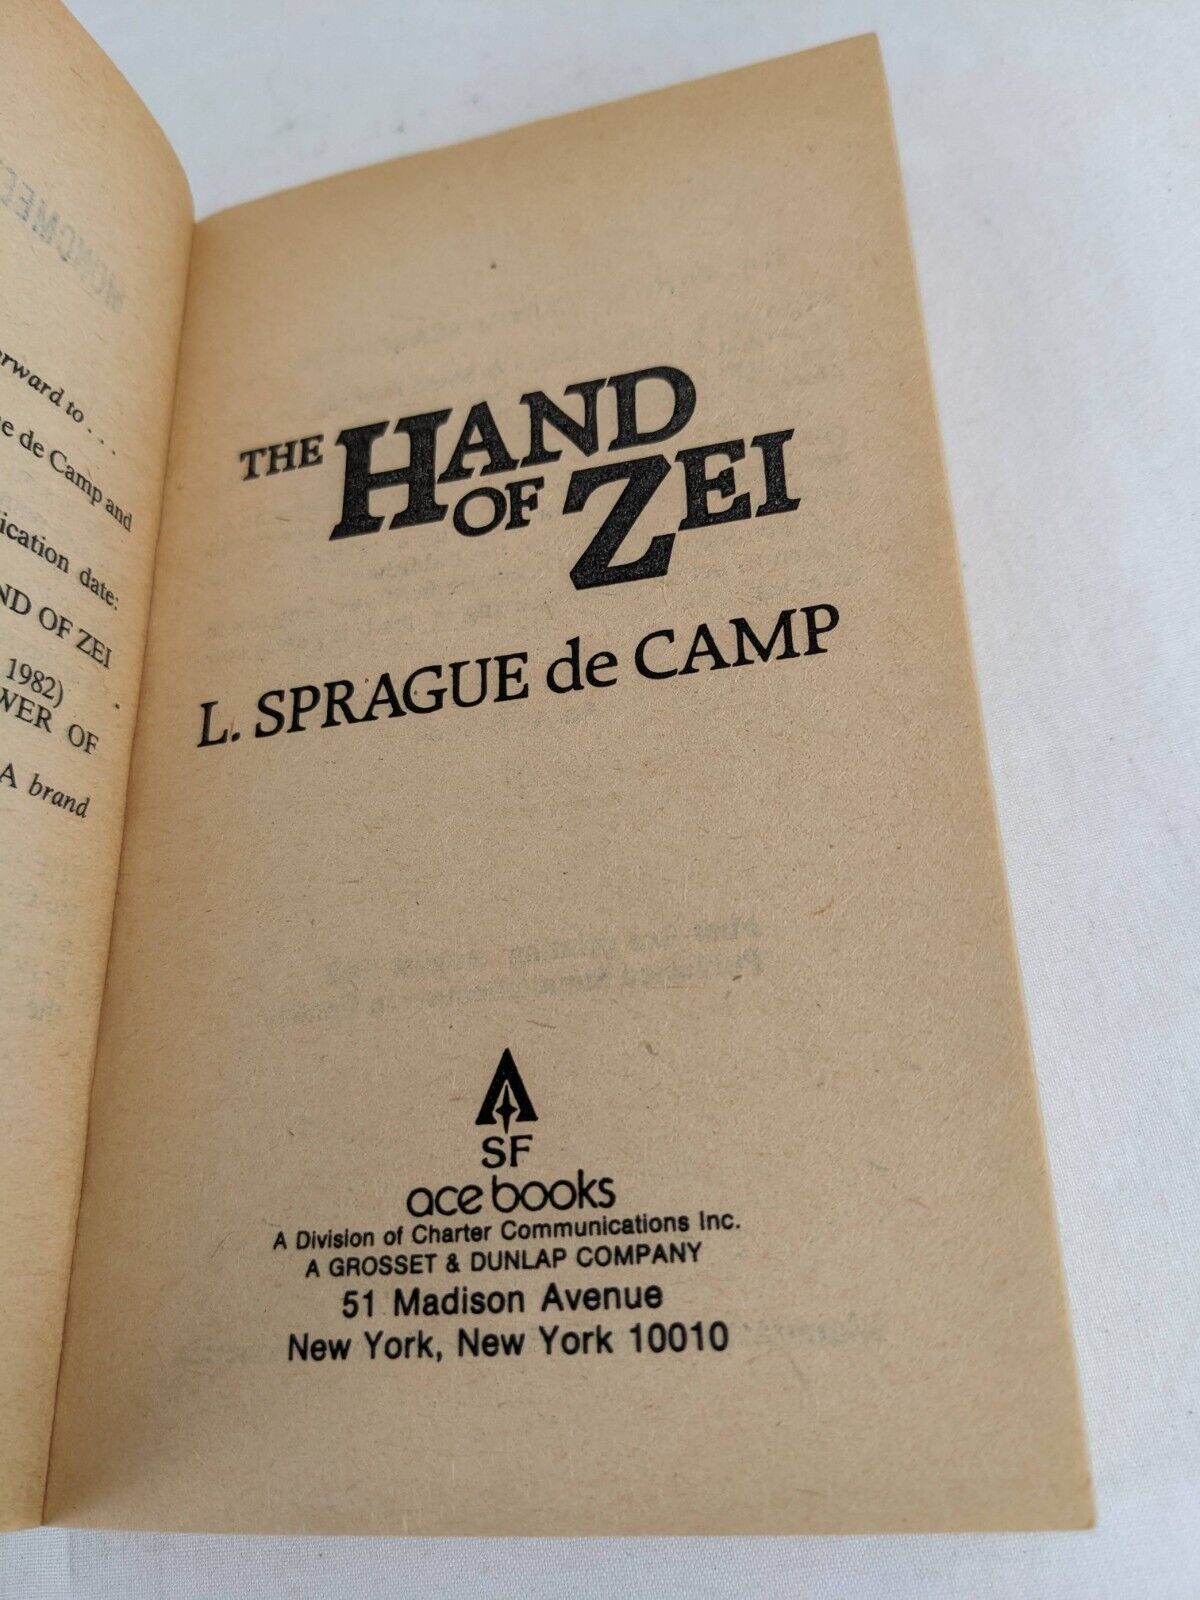 orward to . . .
e de Camp and
ication date:
ND OF ZEI
1982)
WER OF
A brand
THE HAND
OF ZEI
L. SPRAGUE de CAMP
SF
ace books
A Division of Charter Communications Inc.
A GROSSET & DUNLAP COMPANY
51 Madison Avenue
New York, New York 10010